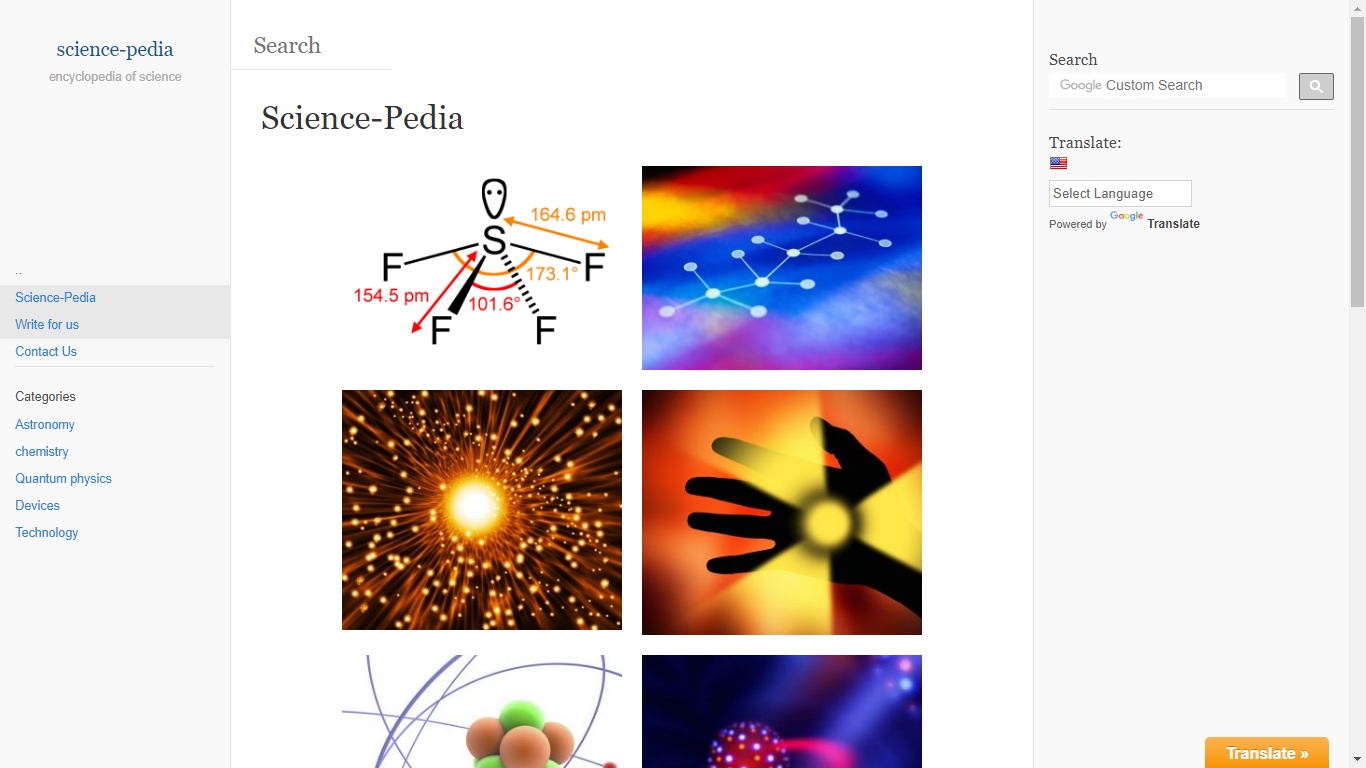 science-pedia
encyclopedia of science
..
Science-Pedia
Write for us
Contact Us
Categories
Astronomy
chemistry
Quantum physics
Devices
Technology
Search
Science-Pedia
164.6 pm
S
F
F
173.1°
154.5 pm
101.6°
F
F
Search
Google Custom Search
Translate:
Select Language
Powered by Google Translate
Translate »